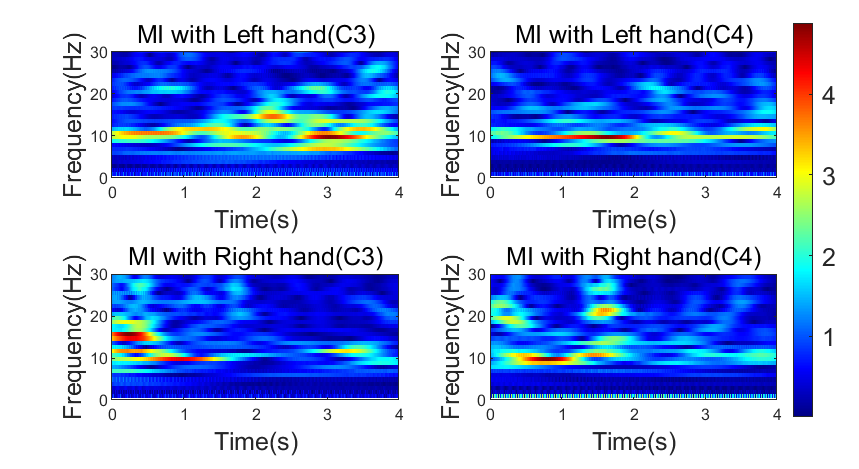 MI with Left hand(C3)
Frequency(Hz)
30
20
10
0
0 1 2 3 4
Time(s)
MI with Left hand(C4)
Frequency(Hz)
30
20
10
0
0 1 2 3 4
Time(s)
MI with Right hand(C3)
Frequency(Hz)
30
20
10
0
0 1 2 3 4
Time(s)
MI with Right hand(C4)
Frequency(Hz)
30
20
10
0
0 1 2 3 4
Time(s)
4
3
2
1